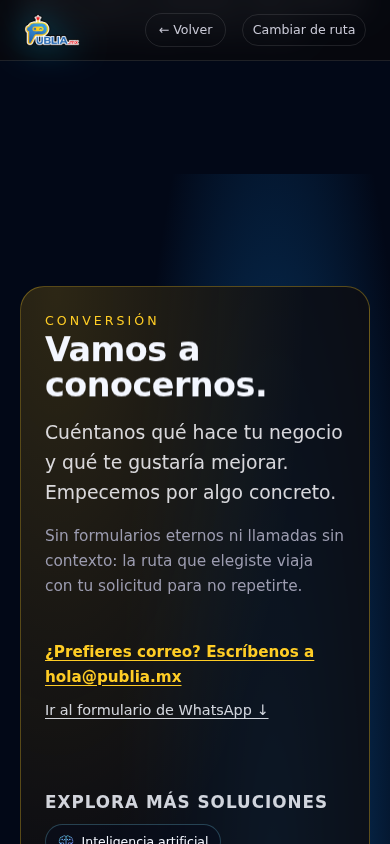 PUBLIA.mx
← Volver
Cambiar de ruta
CONVERSIÓN
Vamos a
conocernos.
Cuéntanos qué hace tu negocio
y qué te gustaría mejorar.
Empecemos por algo concreto.
Sin formularios eternos ni llamadas sin
contexto: la ruta que elegiste viaja
con tu solicitud para no repetirte.
¿Prefieres correo? Escríbenos a
hola@publia.mx
Ir al formulario de WhatsApp ↓
EXPLORA MÁS SOLUCIONES
Inteligencia artificial